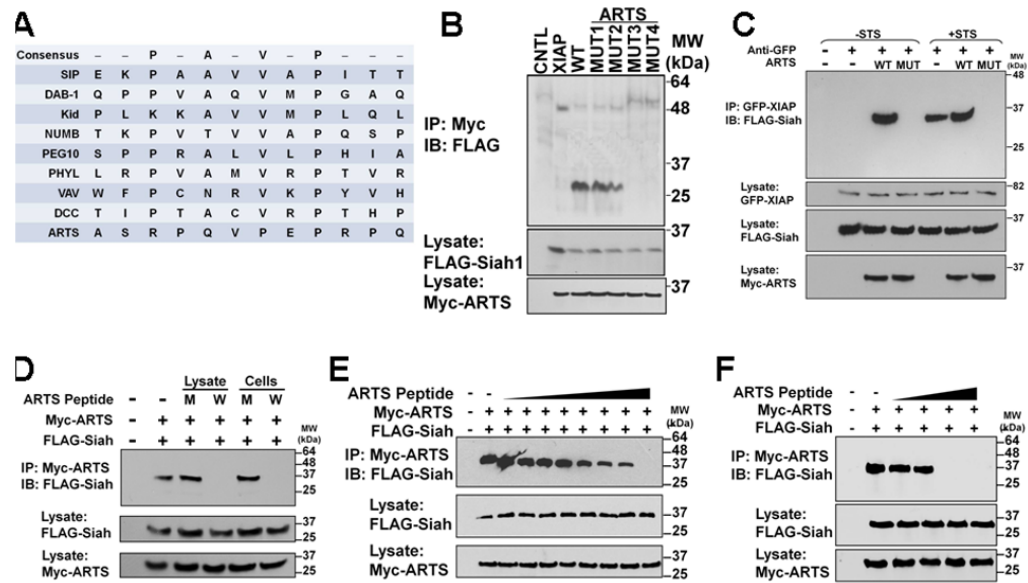 A
Consensus – – P – A – V – P – – –
SIP E K P A A V V A P I T T
DAB-1 Q P P V A Q V M P G A Q
Kid P L K K A V V M P L Q L
NUMB T K P V T V V A P Q S P
PEG10 S P P R A L V L P H I A
PHYL L R P V A M V R P T V R
VAV W F P C N R V K P Y V H
DCC T I P T A C V R P T H P
ARTS A S R P Q V P E P R P Q
B
ARTS
CNTL XIAP WT MUT1 MUT2 MUT3 MUT4
MW
(kDa)
64
48
IP: Myc
IB: FLAG
37
25
37
Lysate:
FLAG-Siah1
Lysate:
Myc-ARTS
37
C
-STS +STS
Anti-GFP - + + + - + +
ARTS - - WT MUT - WT MUT
MW
(kDa)
48
IP: GFP-XIAP
IB: FLAG-Siah
37
25
Lysate:
GFP-XIAP
82
Lysate:
FLAG-Siah
37
Lysate:
Myc-ARTS
37
D
Lysate Cells
ARTS Peptide - - M W M W
Myc-ARTS - + + + + +
FLAG-Siah - + + + + +
MW
(kDa)
64
48
37
25
IP: Myc-ARTS
IB: FLAG-Siah
Lysate:
FLAG-Siah
37
25
Lysate:
Myc-ARTS
37
25
E
ARTS Peptide - -
Myc-ARTS - + + + + + + + + +
FLAG-Siah - + + + + + + + + +
MW
(kDa)
64
48
37
25
IP: Myc-ARTS
IB: FLAG-Siah
Lysate:
FLAG-Siah
37
25
Lysate:
Myc-ARTS
37
25
F
ARTS Peptide - -
Myc-ARTS - + + + + +
FLAG-Siah - + + + + +
MW
(kDa)
64
48
37
25
IP: Myc-ARTS
IB: FLAG-Siah
Lysate:
FLAG-Siah
37
25
Lysate:
Myc-ARTS
37
25